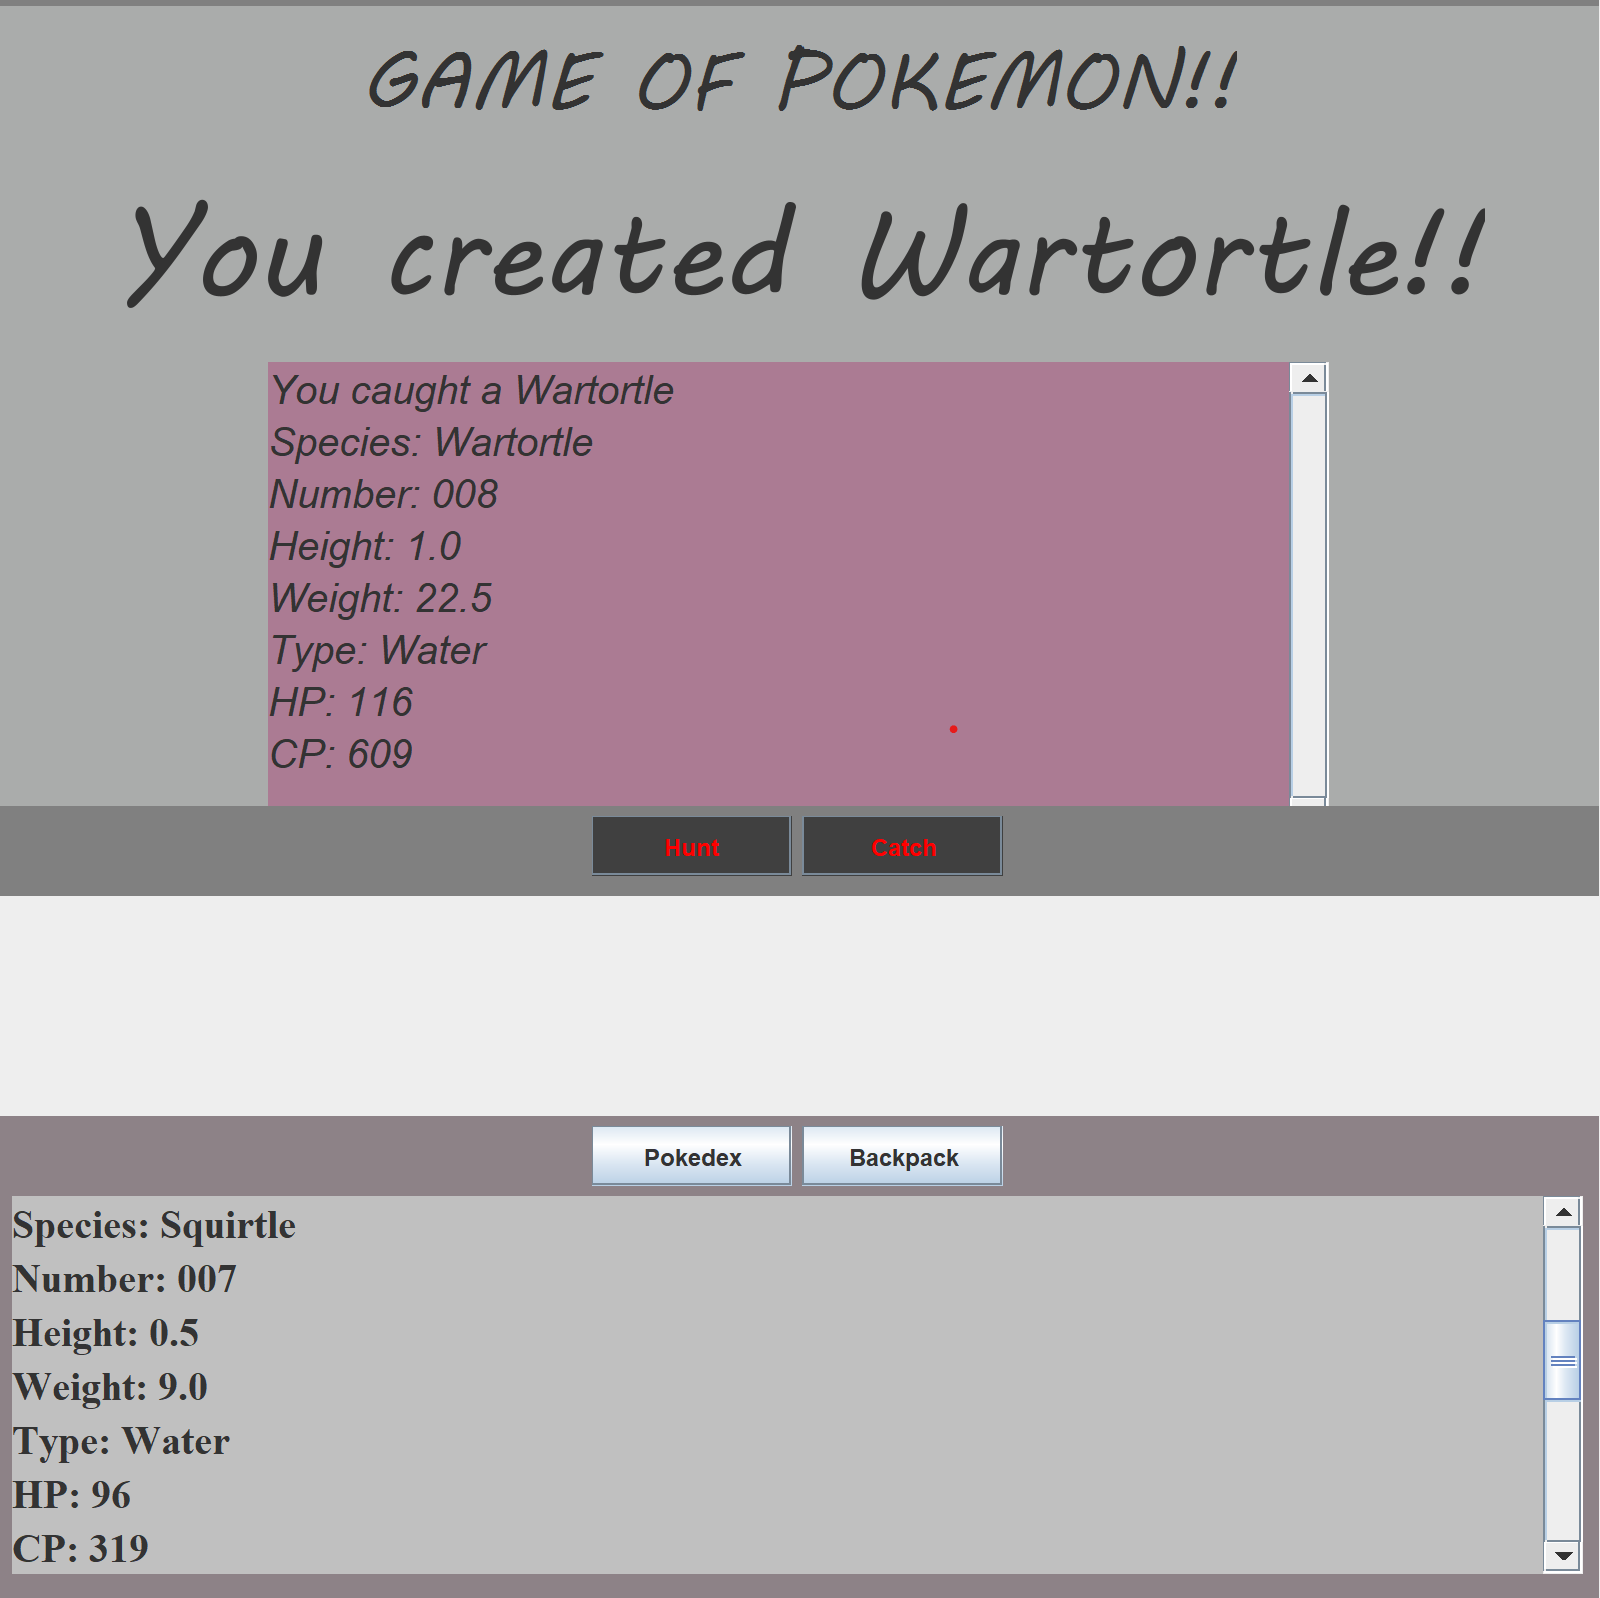 GAME OF POKEMON!!
You created Wartortle!!
You caught a Wartortle
Species: Wartortle
Number: 008
Height: 1.0
Weight: 22.5
Type: Water
HP: 116
CP: 609
Hunt Catch
Pokedex Backpack
Species: Squirtle
Number: 007
Height: 0.5
Weight: 9.0
Type: Water
HP: 96
CP: 319